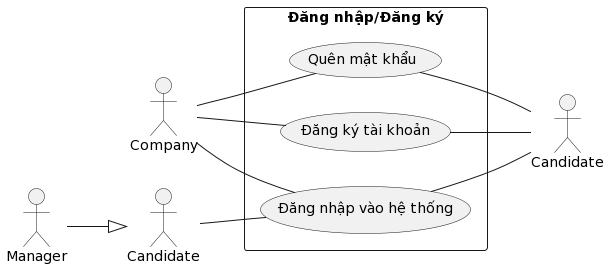 Đăng nhập/Đăng ký
Quên mật khẩu
Company
Đăng ký tài khoản
Candidate
Đăng nhập vào hệ thống
Manager
Candidate